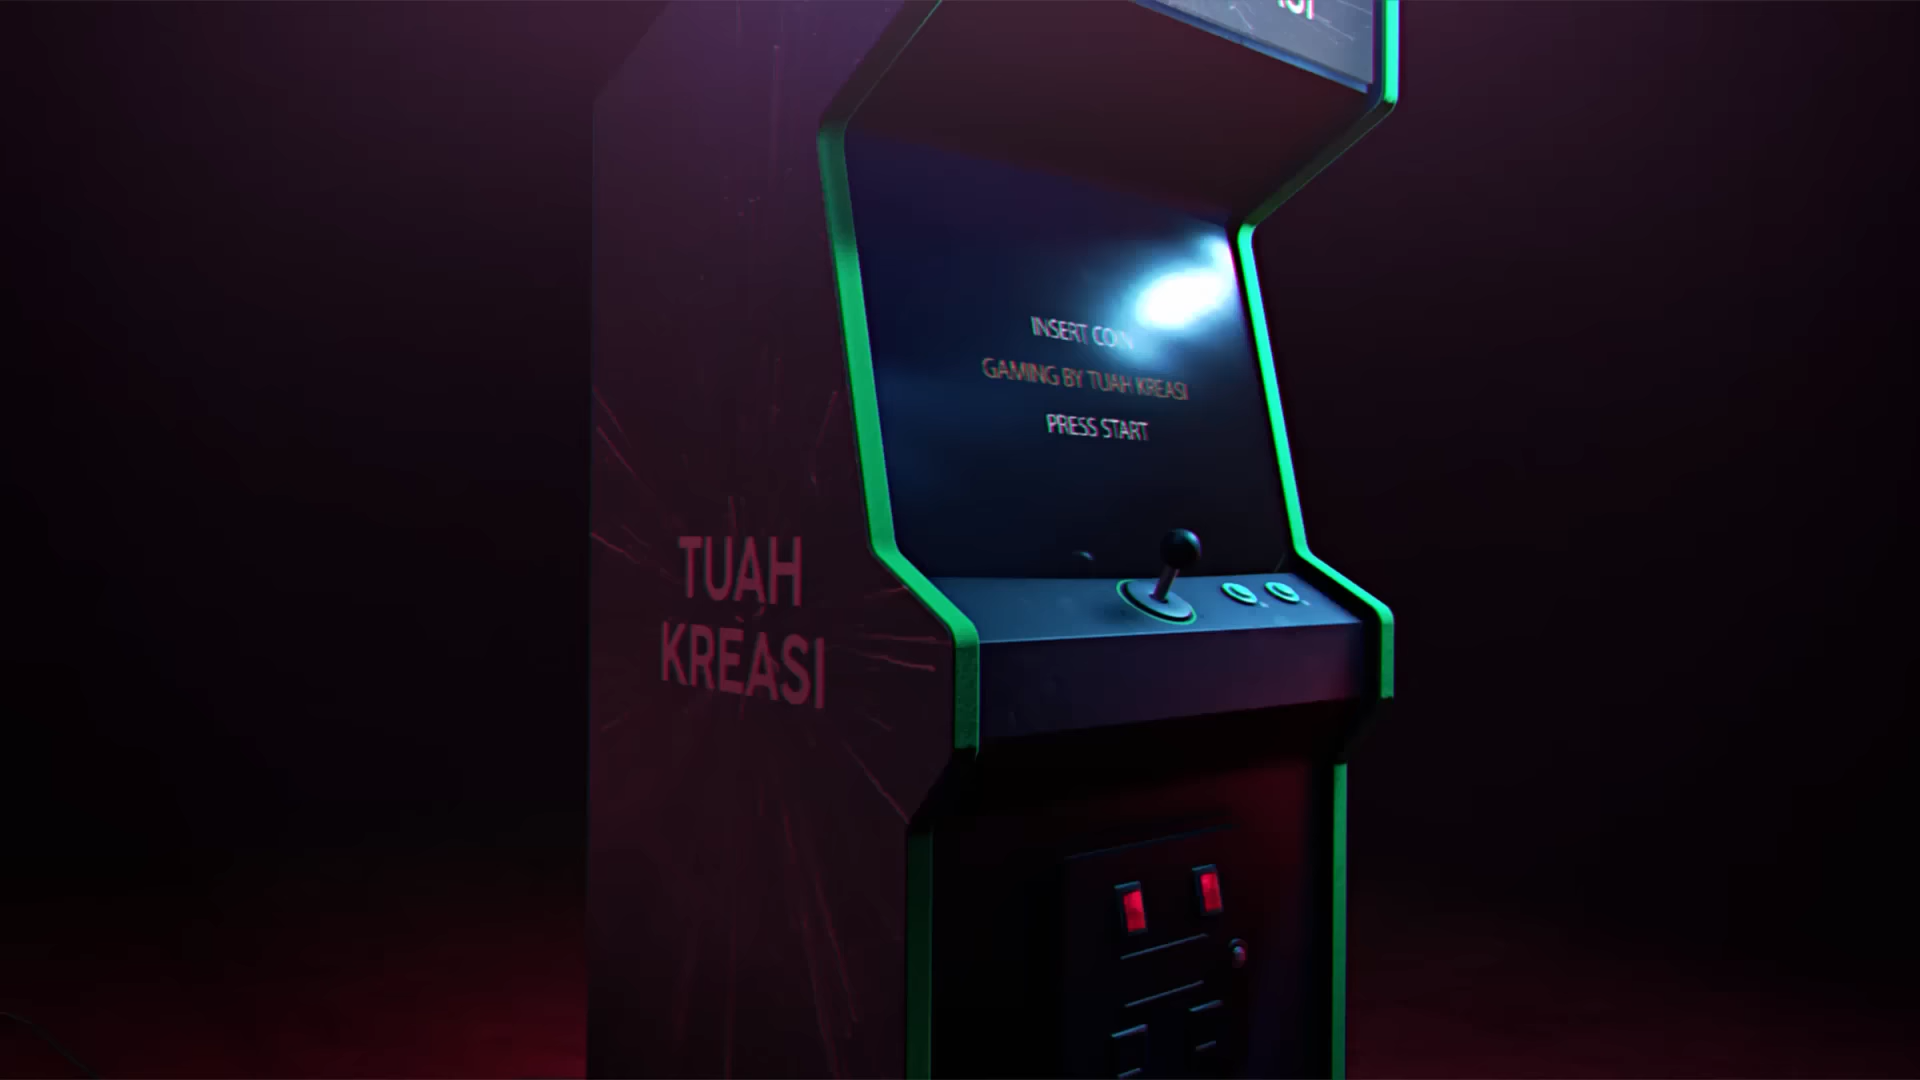 INSERT COIN
GAMING BY TUAH KREASI
PRESS START
TUAH
KREASI